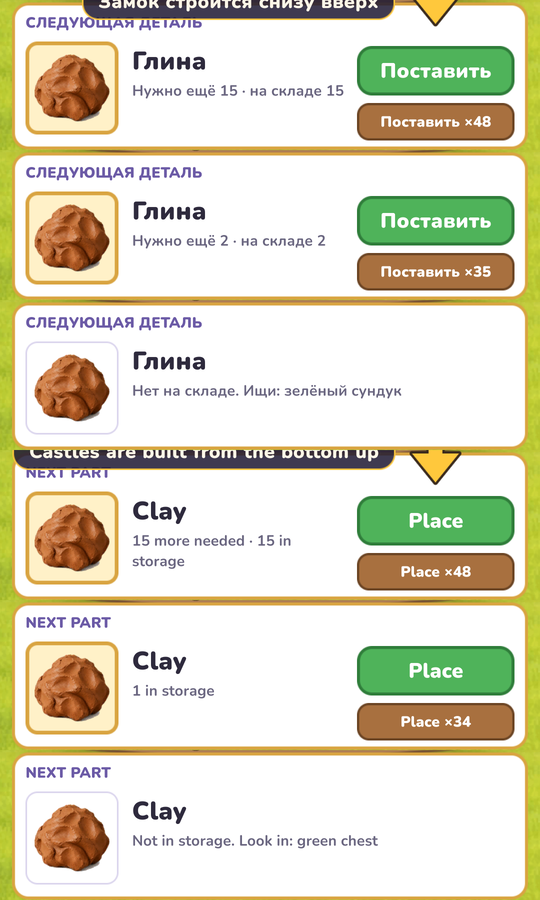 Замок строится снизу вверх
СЛЕДУЮЩАЯ ДЕТАЛЬ
Глина
Нужно ещё 15 · на складе 15
Поставить
Поставить ×48
СЛЕДУЮЩАЯ ДЕТАЛЬ
Глина
Нужно ещё 2 · на складе 2
Поставить
Поставить ×35
СЛЕДУЮЩАЯ ДЕТАЛЬ
Глина
Нет на складе. Ищи: зелёный сундук
Castles are built from the bottom up
NEXT PART
Clay
15 more needed · 15 in
storage
Place
Place ×48
NEXT PART
Clay
1 in storage
Place
Place ×34
NEXT PART
Clay
Not in storage. Look in: green chest